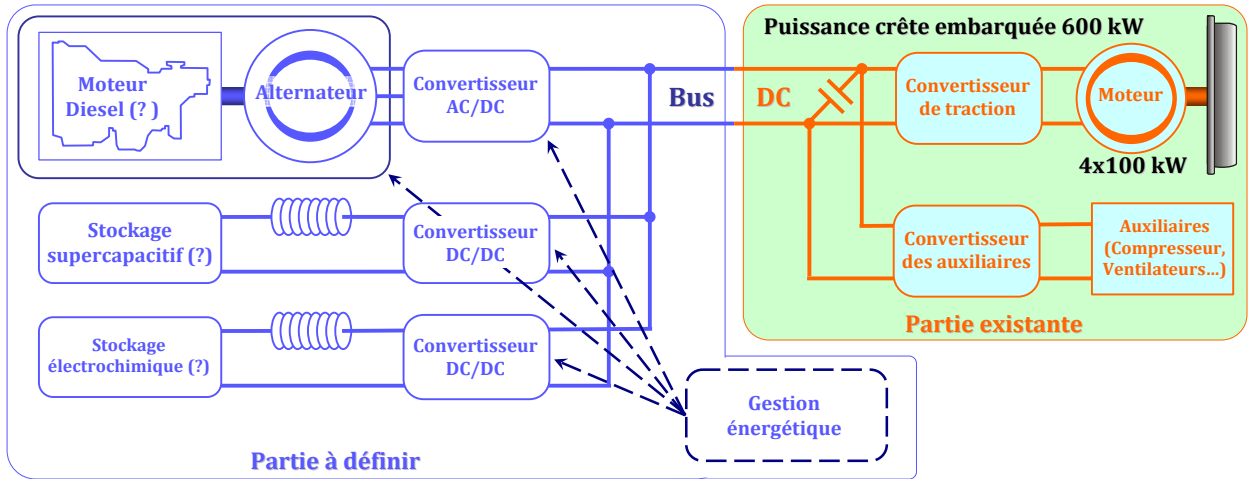 Puissance crête embarquée 600 kW
Moteur
Diesel (? )
Alternateur
Convertisseur
AC/DC
Bus
DC
Convertisseur
de traction
Moteur
4x100 kW
Stockage
supercapacitif (?)
Convertisseur
DC/DC
Convertisseur
des auxiliaires
Auxiliaires
(Compresseur,
Ventilateurs...)
Partie existante
Stockage
électrochimique (?)
Convertisseur
DC/DC
Gestion
énergétique
Partie à définir